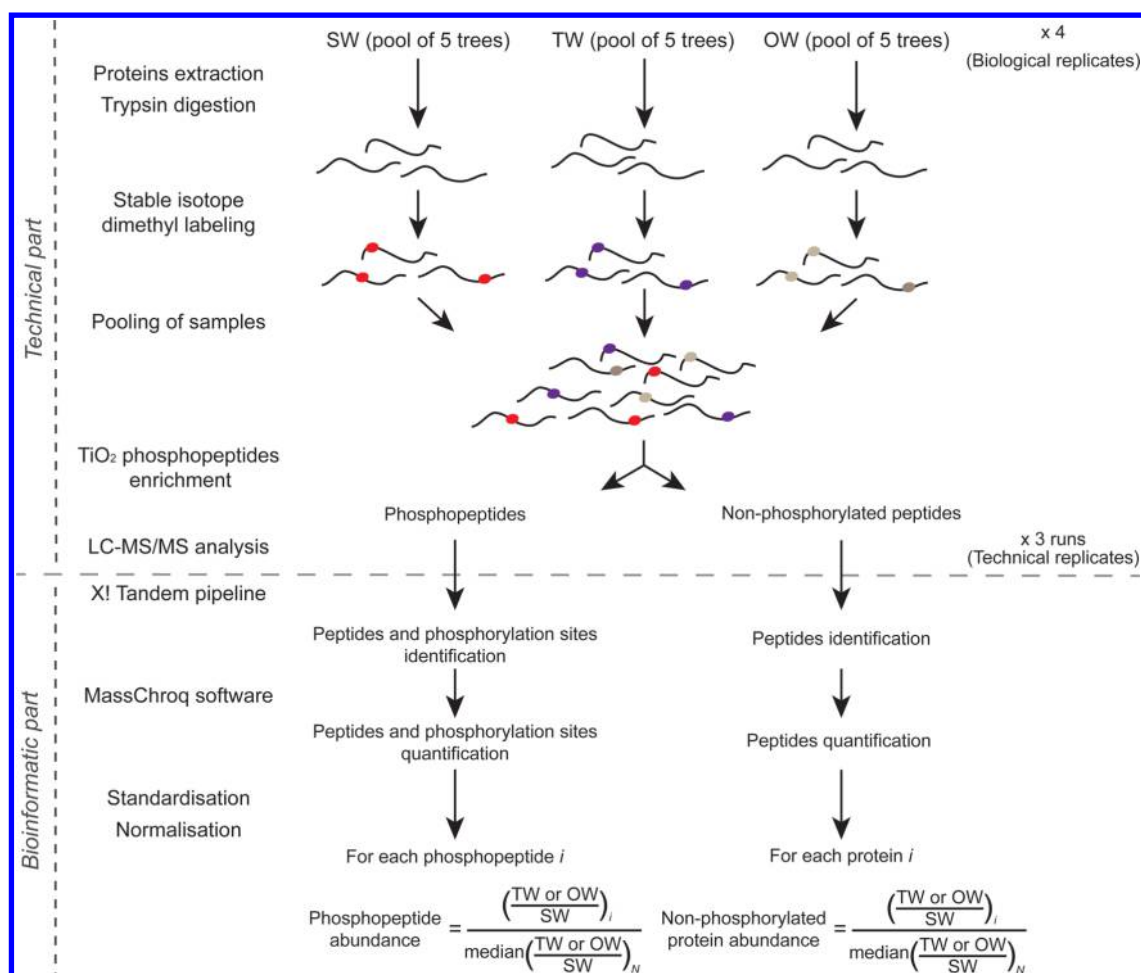 SW (pool of 5 trees)
TW (pool of 5 trees)
OW (pool of 5 trees)
x 4
(Biological replicates)
Proteins extraction
Trypsin digestion
Technical part
Stable isotope
dimethyl labeling
Pooling of samples
TiO₂ phosphopeptides
enrichment
Phosphopeptides
Non-phosphorylated peptides
LC-MS/MS analysis
x 3 runs
(Technical replicates)
Bioinformatic part
X! Tandem pipeline
Peptides and phosphorylation sites
identification
Peptides identification
MassChroq software
Peptides and phosphorylation sites
quantification
Peptides quantification
Standardisation
Normalisation
For each phosphopeptide i
For each protein i
Phosphopeptide
abundance
=
(TW or OW
SW)i
median(TW or OW
SW)N
Non-phosphorylated
protein abundance
=
(TW or OW
SW)i
median(TW or OW
SW)N